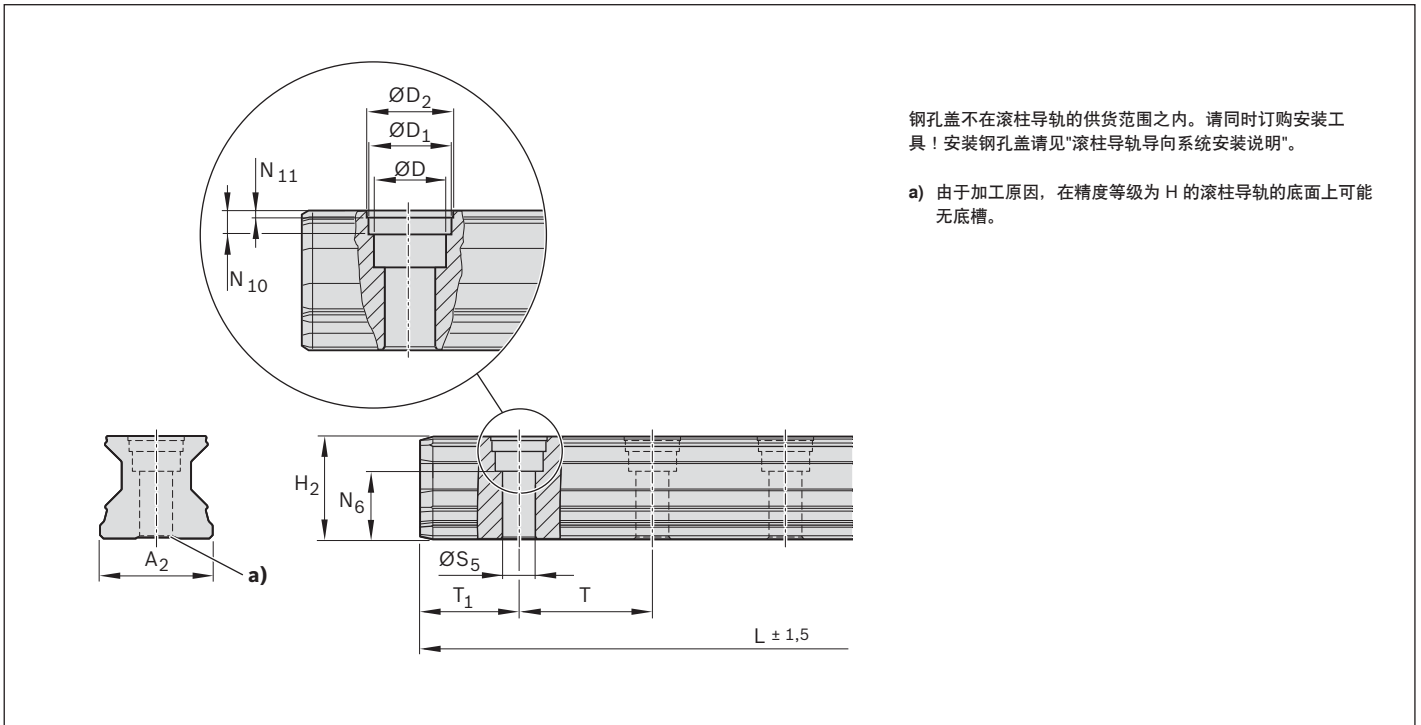 ØD2
ØD1
ØD
N11
N10
H2
N6
ØS5
A2
a)
T1
T
L ± 1,5
钢孔盖不在滚柱导轨的供货范围之内。请同时订购安装工
具！安装钢孔盖请见"滚柱导轨导向系统安装说明"。
a) 由于加工原因，在精度等级为 H 的滚柱导轨的底面上可能
无底槽。